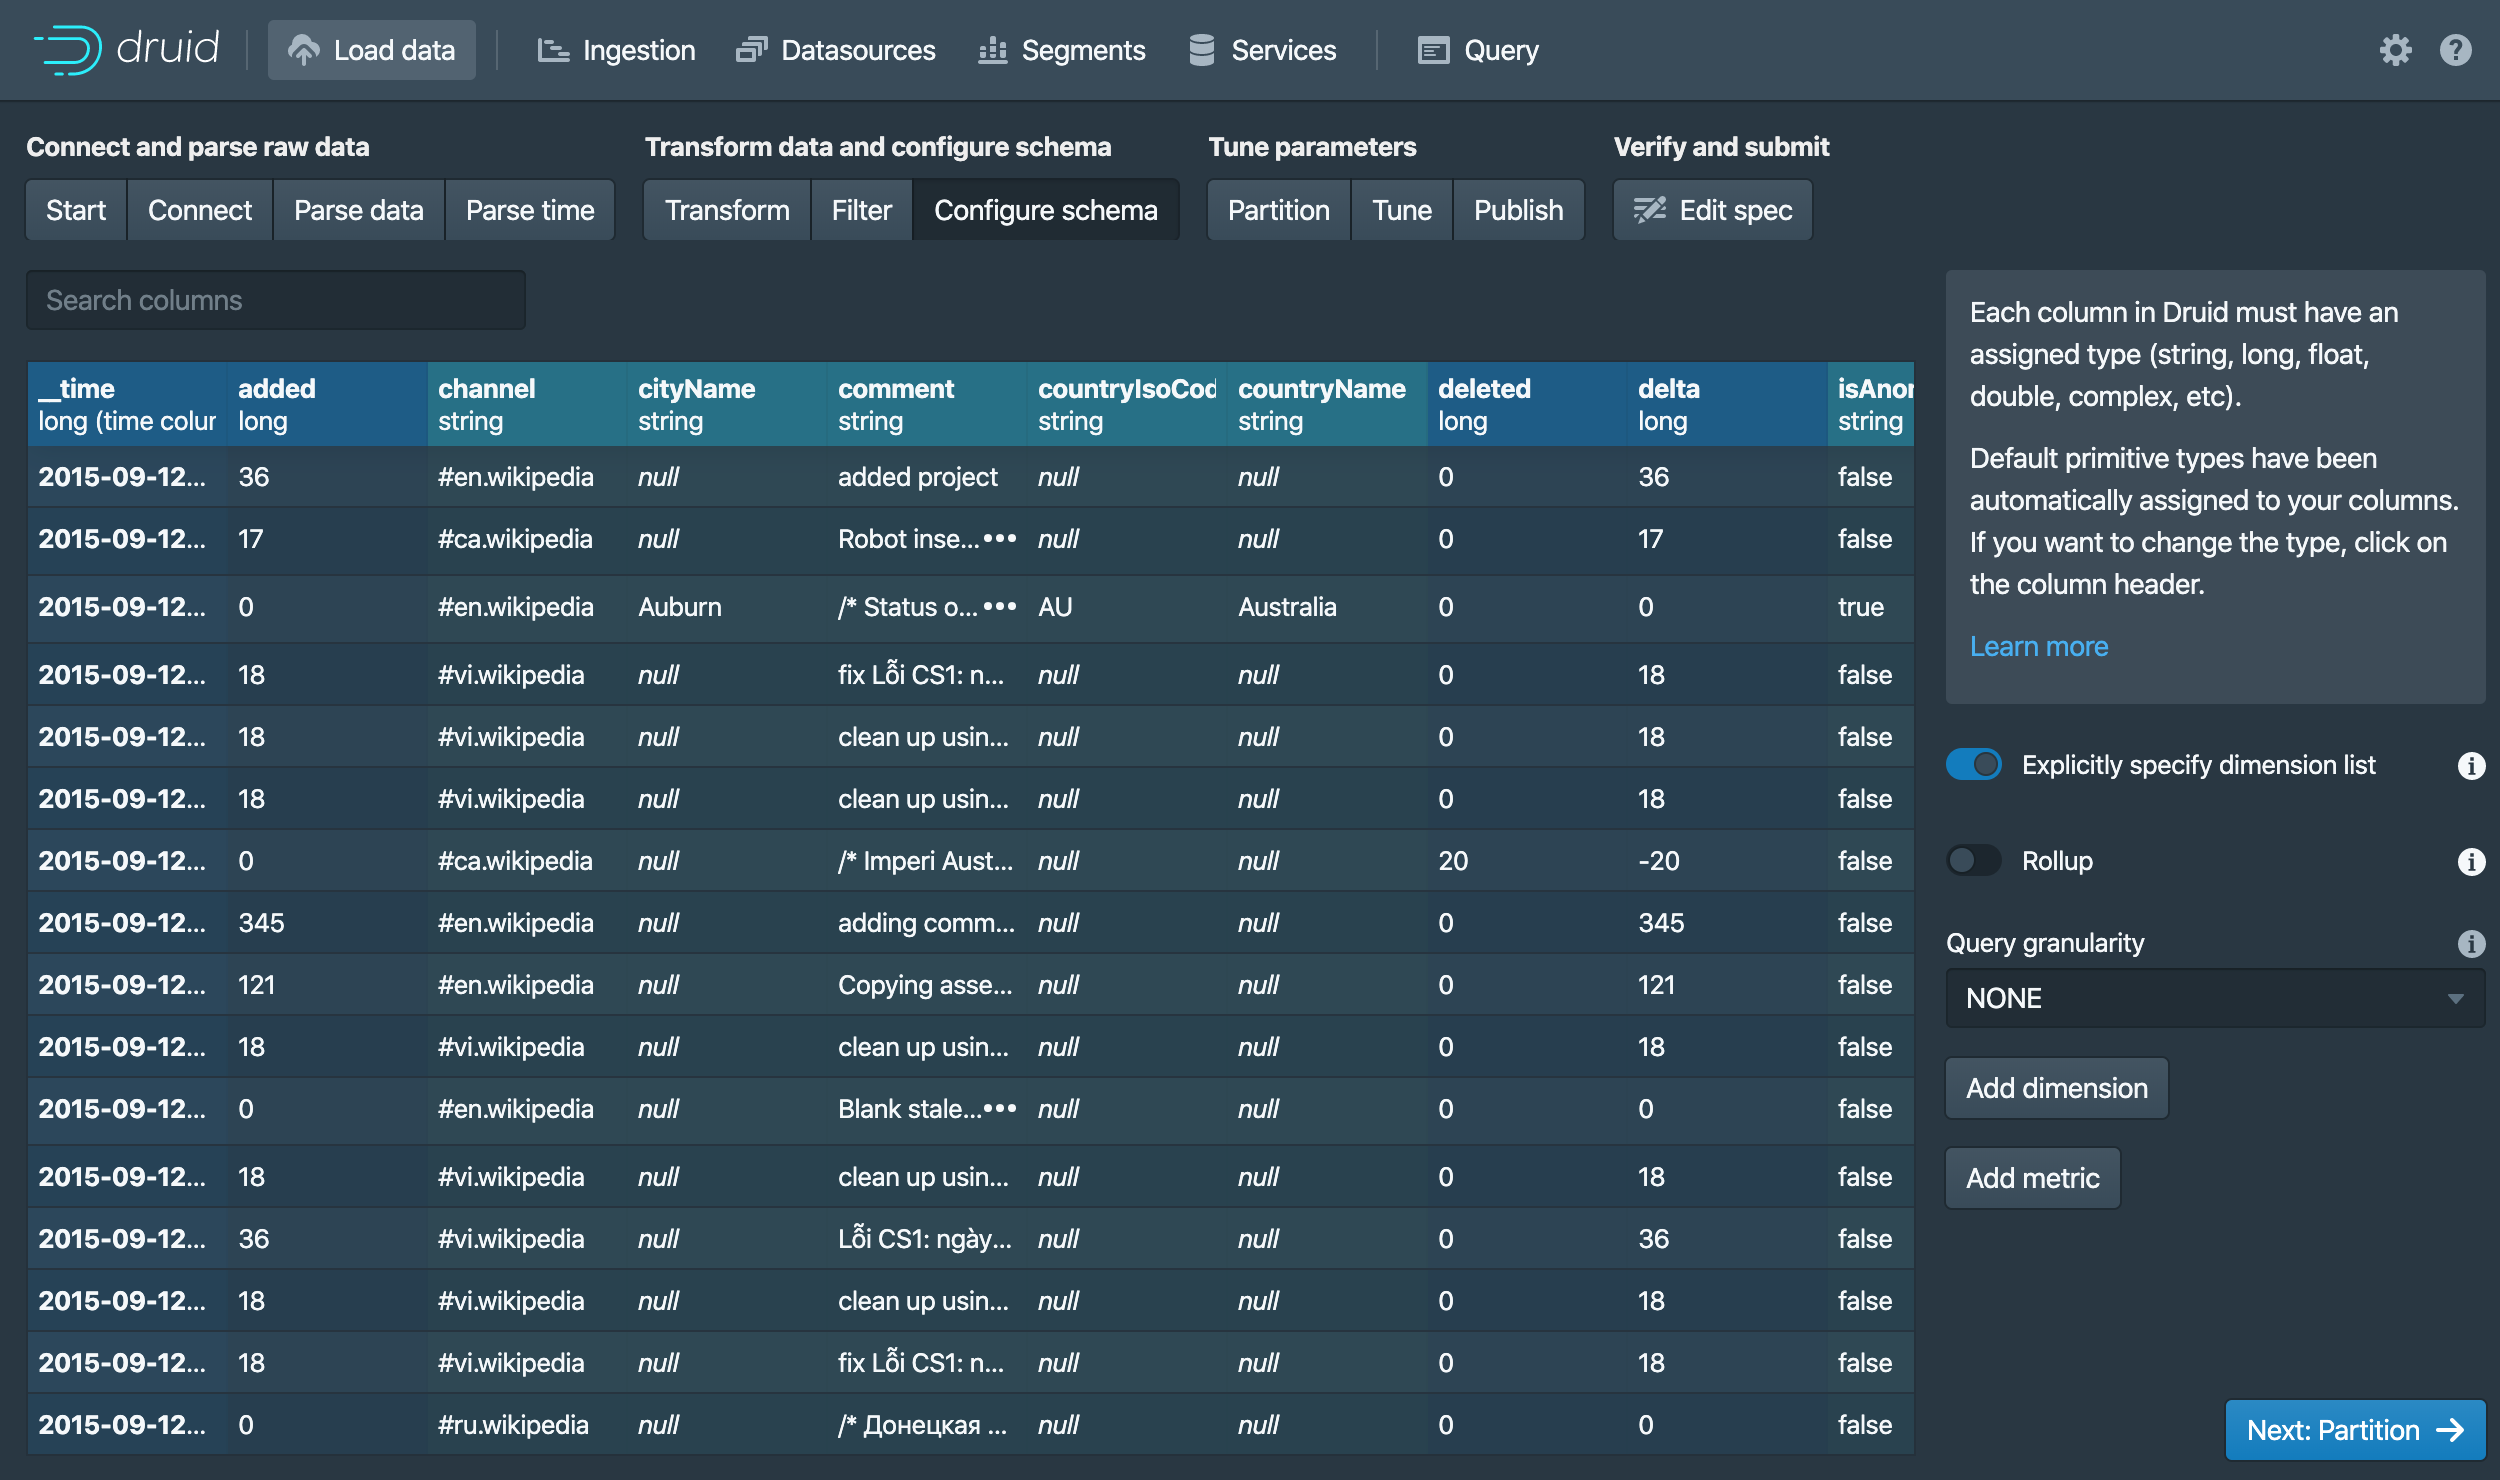 druid Load data Ingestion Datasources Segments Services Query
Connect and parse raw data Transform data and configure schema Tune parameters Verify and submit
Start Connect Parse data Parse time Transform Filter Configure schema Partition Tune Publish Edit spec
Search columns
__time added channel cityName comment countryIsoCod countryName deleted delta isAnon
long (time colur long string string string string string long long string
2015-09-12... 36 #en.wikipedia null added project null null 0 36 false
2015-09-12... 17 #ca.wikipedia null Robot inse...••• null null 0 17 false
2015-09-12... 0 #en.wikipedia Auburn /* Status o...••• AU Australia 0 0 true
2015-09-12... 18 #vi.wikipedia null fix Lỗi CS1: n... null null 0 18 false
2015-09-12... 18 #vi.wikipedia null clean up usin... null null 0 18 false
2015-09-12... 18 #vi.wikipedia null clean up usin... null null 0 18 false
2015-09-12... 0 #ca.wikipedia null /* Imperi Aust... null null 20 -20 false
2015-09-12... 345 #en.wikipedia null adding comm... null null 0 345 false
2015-09-12... 121 #en.wikipedia null Copying asse... null null 0 121 false
2015-09-12... 18 #vi.wikipedia null clean up usin... null null 0 18 false
2015-09-12... 0 #en.wikipedia null Blank stale...••• null null 0 0 false
2015-09-12... 18 #vi.wikipedia null clean up usin... null null 0 18 false
2015-09-12... 36 #vi.wikipedia null Lỗi CS1: ngày... null null 0 36 false
2015-09-12... 18 #vi.wikipedia null clean up usin... null null 0 18 false
2015-09-12... 18 #vi.wikipedia null fix Lỗi CS1: n... null null 0 18 false
2015-09-12... 0 #ru.wikipedia null /* Донецкая ... null null 0 0 false
Each column in Druid must have an
assigned type (string, long, float,
double, complex, etc).
Default primitive types have been
automatically assigned to your columns.
If you want to change the type, click on
the column header.
Learn more
Explicitly specify dimension list
Rollup
Query granularity
NONE
Add dimension
Add metric
Next: Partition